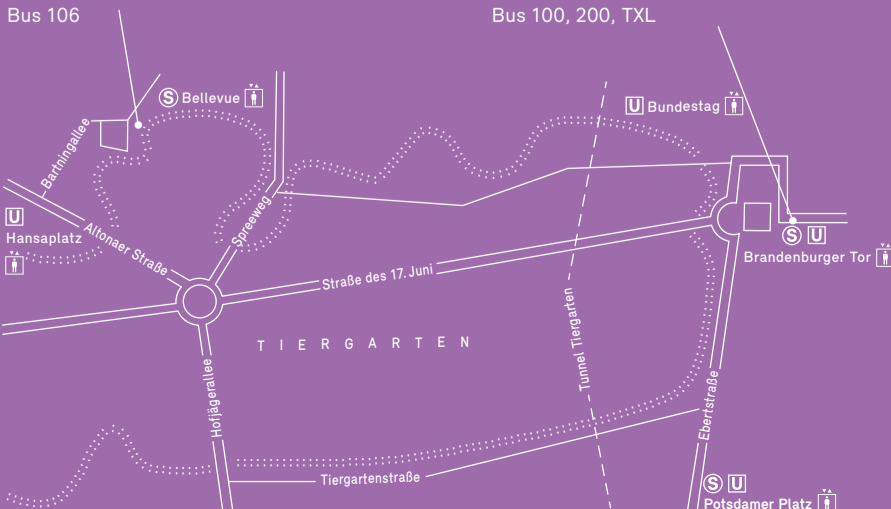 Bus 106
Bus 100, 200, TXL
S Bellevue
U Bundestag
Bartningallee
U
Hansaplatz
Altonaer Straße
Spreeweg
Straße des 17. Juni
S U
Brandenburger Tor
TIERGARTEN
Tunnel Tiergarten
Hofjägerallee
Ebertstraße
Tiergartenstraße
S U
Potsdamer Platz